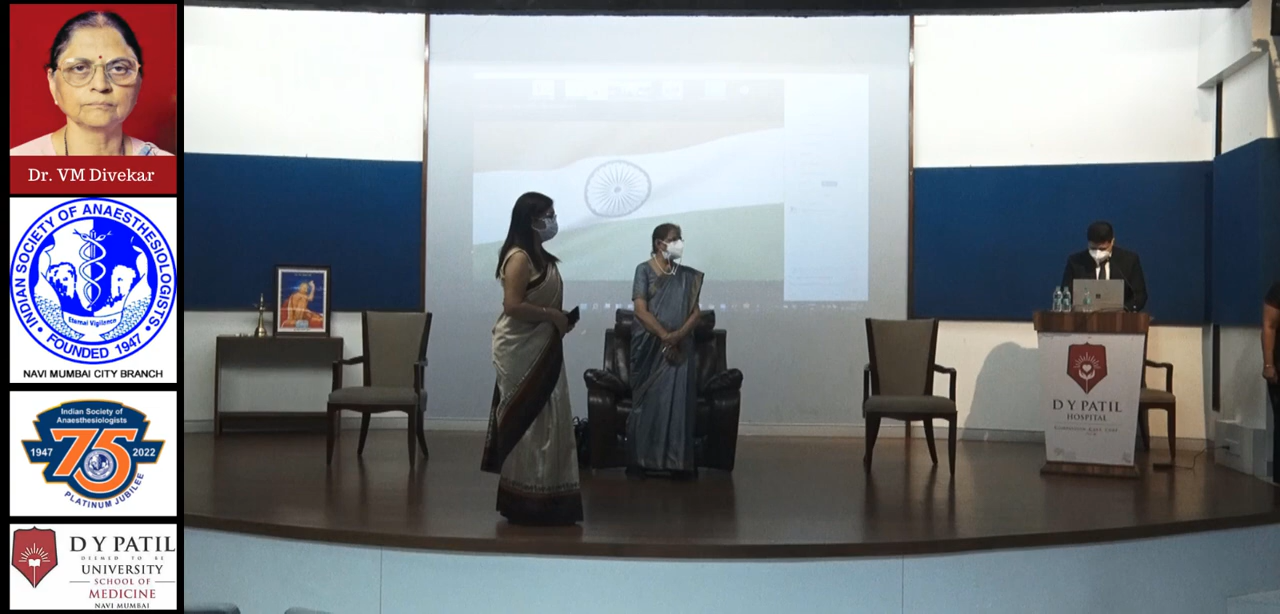 Dr. VM Divekar
INDIAN SOCIETY OF ANAESTHESIOLOGISTS
Eternal Vigilance
• FOUNDED 1947 •
NAVI MUMBAI CITY BRANCH
Indian Society of
Anaesthesiologists
1947 75 2022
PLATINUM JUBILEE
D Y PATIL
DEEMED TO BE
UNIVERSITY
SCHOOL OF
MEDICINE
NAVI MUMBAI
D Y PATIL
HOSPITAL